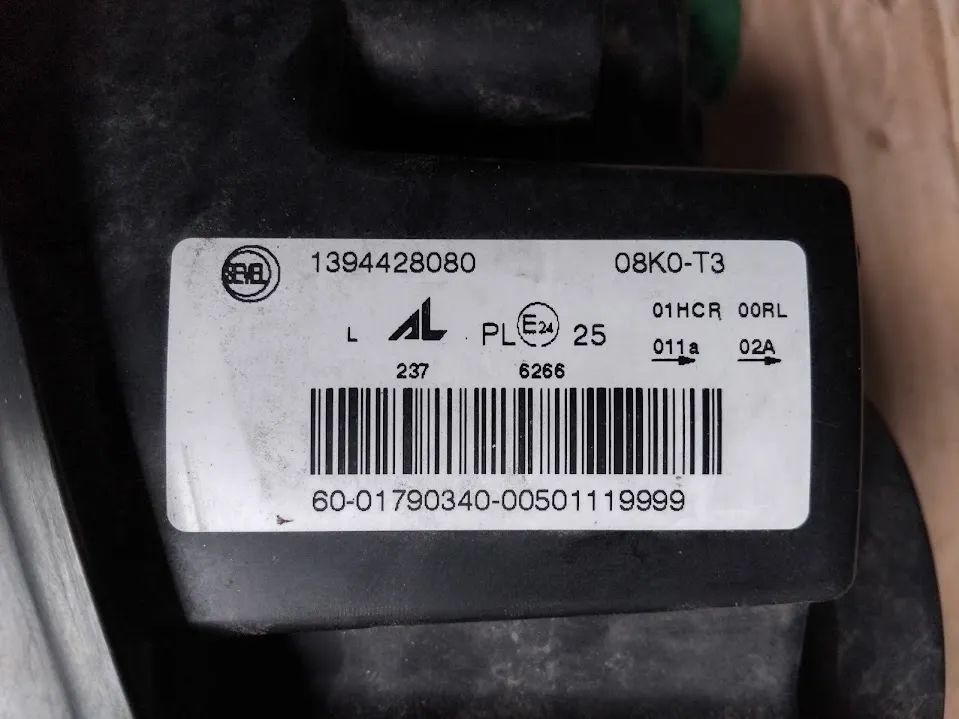 SEVEL 1394428080 08K0-T3
01HCR 00RL
L AL PL E24 25 011a 02A
237 6266
60-01790340-00501119999